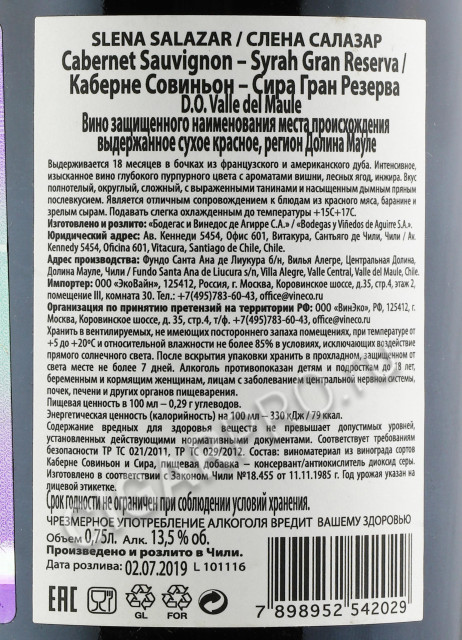 SLENA SALAZAR / СЛЕНА САЛАЗАР
Cabernet Sauvignon – Syrah Gran Reserva /
Каберне Совиньон – Сира Гран Резерва
D.O. Valle del Maule
Вино защищенного наименования места происхождения
выдержанное сухое красное, регион Долина Мауле
Выдерживается 18 месяцев в бочках из французского и американского дуба. Интенсивное,
изысканное вино глубокого пурпурного цвета с ароматами вишни, лесных ягод, инжира. Вкус
полнотелый, округлый, сложный, с выраженными танинами и насыщенным дымным пряным
послевкусием. Является отличным сопровождением к блюдам из красного мяса, баранине и
зрелым сырам. Подавать слегка охлажденным до температуры +15С+17С.
Изготовлено и розлито: «Бодегас и Винедос де Агирре С.А.» / «Bodegas y Viñedos de Aguirre S.A.».
Юридический адрес: Ав. Кеннеди 5454, Офис 601, Витакура, Сантьяго де Чили, Чили / Av.
Kennedy 5454, Oficina 601, Vitacura, Santiago de Chile, Chile.
Адрес производства: Фундо Санта Ана де Ликура б/н, Вилья Алегре, Центральная Долина,
Долина Мауле, Чили / Fundo Santa Ana de Liucura s/n, Villa Alegre, Valle Central, Valle del Maule, Chile.
Импортер: ООО «ЭкоВайн», 125412, Россия, г. Москва, Коровинское шоссе, д.35, стр.4, этаж 2,
помещение III, комната 30. Тел.: +7(495)783-60-43, office@vineco.ru
Организация по принятию претензий на территории РФ: ООО «ВинЭко», РФ, 125412, г.
Москва, Коровинское шоссе, д. 35, стр.4, т/ф. +7(495)783-60-43, office@vineco.ru
Хранить в вентилируемых, не имеющих постороннего запаха помещениях, при температуре от
+5 до +20ºС и относительной влажности не более 85% в условиях, исключающих воздействие
прямого солнечного света. После вскрытия упаковки хранить в прохладном, защищенном от
света месте не более 7 дней. Алкоголь противопоказан детям и подросткам до 18 лет,
беременным и кормящим женщинам, лицам с заболеваниями центральной нервной системы,
почек, печени и других органов пищеварения.
Пищевая ценность в 100 мл – 0,29 г углеводов.
Энергетическая ценность (калорийность) на 100 мл – 330 кДж / 79 ккал.
Содержание вредных для здоровья веществ не превышает допустимых уровней,
установленных действующими нормативными документами. Соответствует требованиям
безопасности ТР ТС 021/2011, ТР ТС 029/2012. Состав: виноматериал из винограда сортов
Каберне Совиньон и Сира, пищевая добавка – консервант/антиокислитель диоксид серы.
Изготовлено в соответствии с Законом Чили №18.455 от 11.11.1985 г. Год урожая указан на
лицевой этикетке.
Срок годности не ограничен при соблюдении условий хранения.
ЧРЕЗМЕРНОЕ УПОТРЕБЛЕНИЕ АЛКОГОЛЯ ВРЕДИТ ВАШЕМУ ЗДОРОВЬЮ
Объем 0,75л. Алк. 13,5% об.
Произведено и розлито в Чили.
Дата розлива: 02.07.2019 L 101116
EAC GL FOR
7 898952 542029